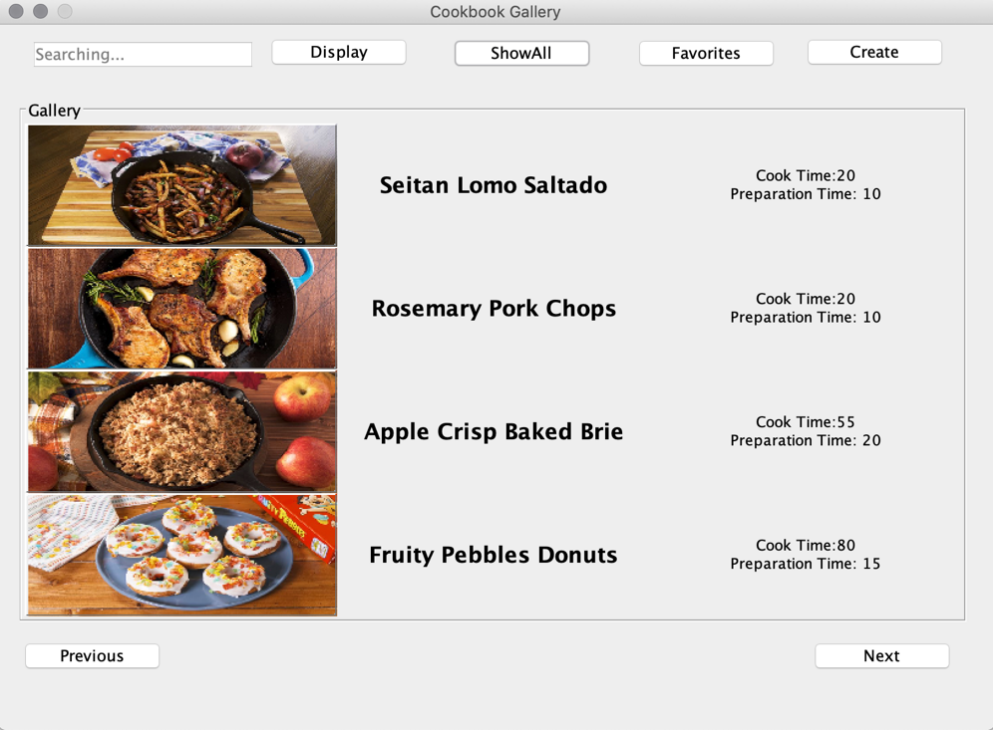 Cookbook Gallery
Searching...
Display
ShowAll
Favorites
Create
Gallery
Seitan Lomo Saltado
Cook Time:20
Preparation Time: 10
Rosemary Pork Chops
Cook Time:20
Preparation Time: 10
Apple Crisp Baked Brie
Cook Time:55
Preparation Time: 20
PEBBLES
Fruity Pebbles Donuts
Cook Time:80
Preparation Time: 15
Previous
Next